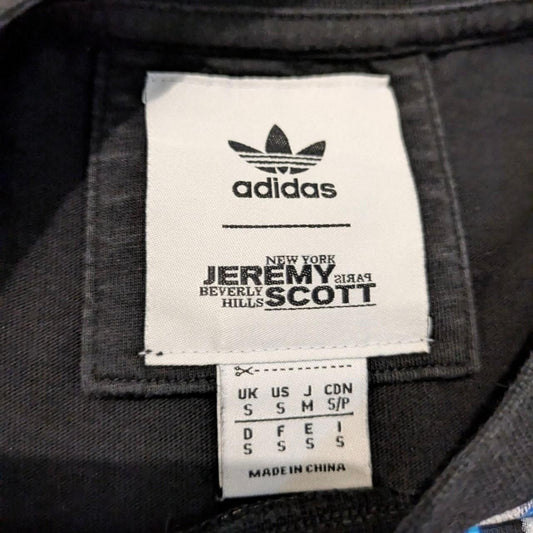 adidas
NEW YORK
JEREMY PARIS
BEVERLY HILLS SCOTT
UK US J CDN
S S M S/P
D F E I
S S S S
MADE IN CHINA